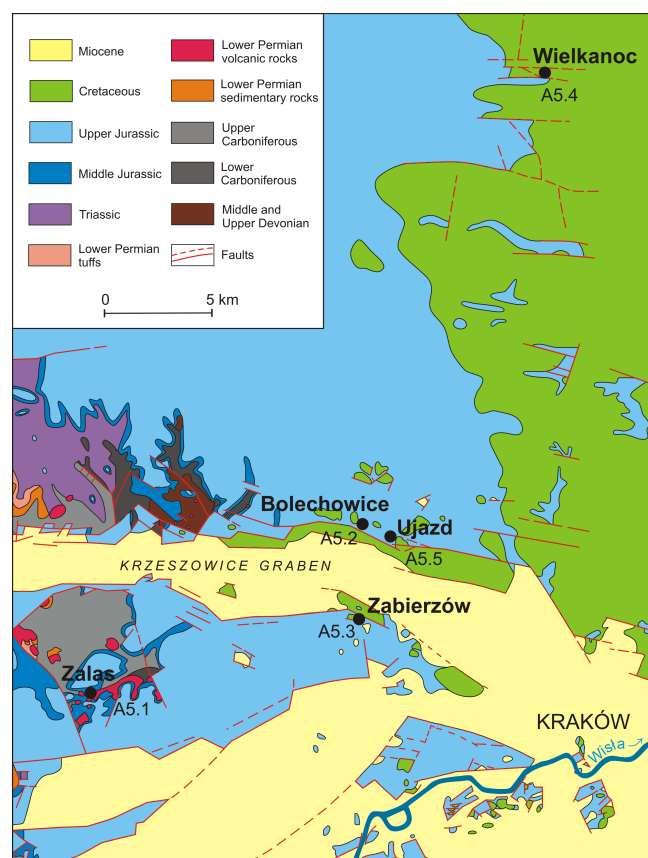 Miocene
Cretaceous
Upper Jurassic
Middle Jurassic
Triassic
Lower Permian
tuffs
Lower Permian
volcanic rocks
Lower Permian
sedimentary rocks
Upper
Carboniferous
Lower
Carboniferous
Middle and
Upper Devonian
Faults
0 5 km
Wielkanoc
A5.4
Bolechowice
A5.2
Ujazd
A5.5
KRZESZOWICE GRABEN
Zabierzów
A5.3
Zalas
A5.1
KRAKÓW
Wisła →